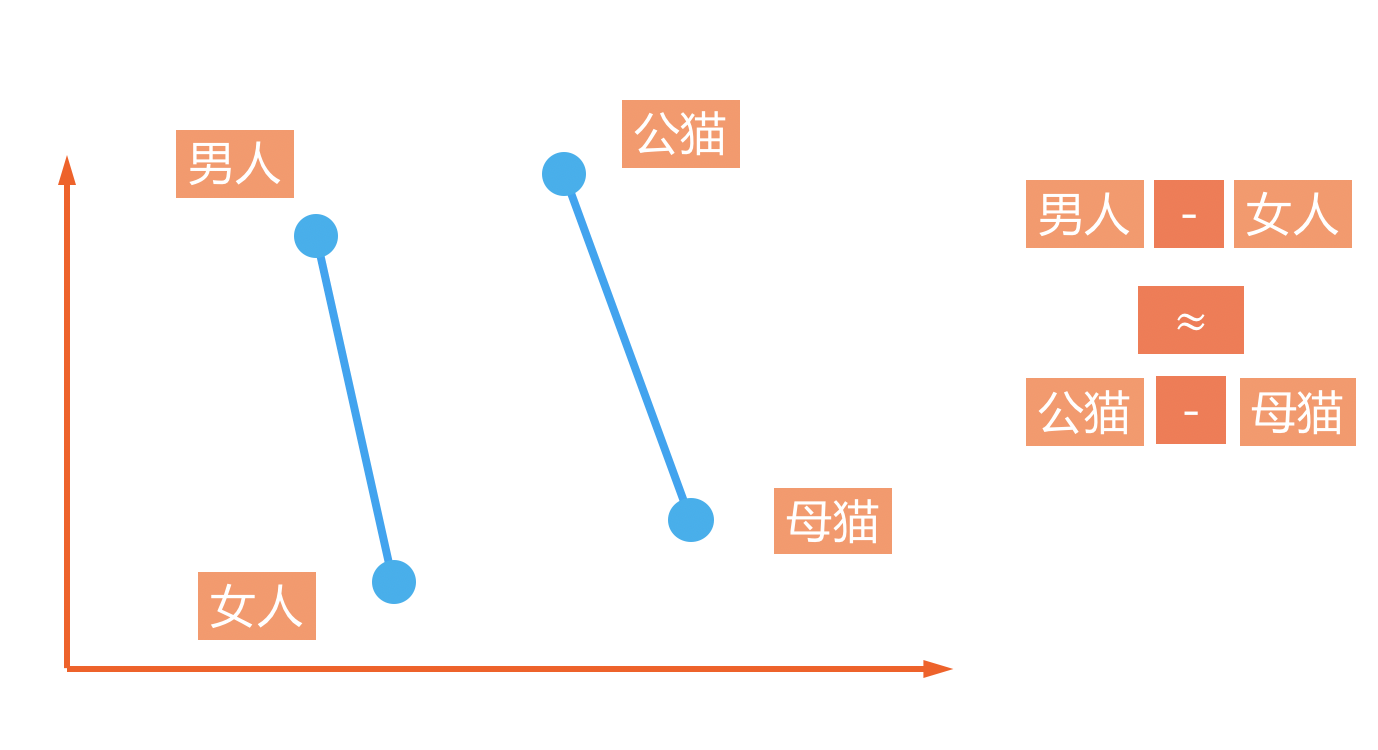 公猫
男人
母猫
女人
男人 - 女人
≈
公猫 - 母猫